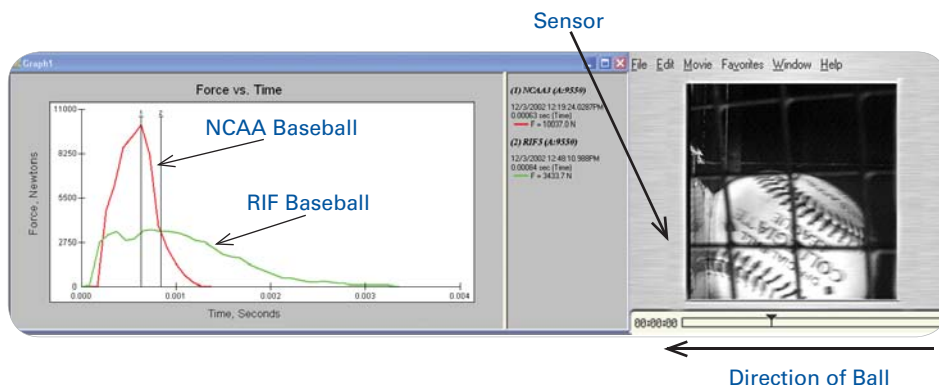 Sensor
Graph1
File Edit Movie Favorites Window Help
Force vs. Time
Force, Newtons
11000
8250
5500
2750
0
0.000 0.001 0.002 0.003 0.004
Time, Seconds
NCAA Baseball
RIF Baseball
(1) NCAA3 (A:9550)
12/3/2002 12:19:24.0287PM
0.00063 sec (Time)
F = 10037.0 N
(2) RIF5 (A:9550)
12/3/2002 12:48:10.988PM
0.00084 sec (Time)
F = 3433.7 N
OFFICIAL
COLL
LEAGUE
00:00:00
Direction of Ball